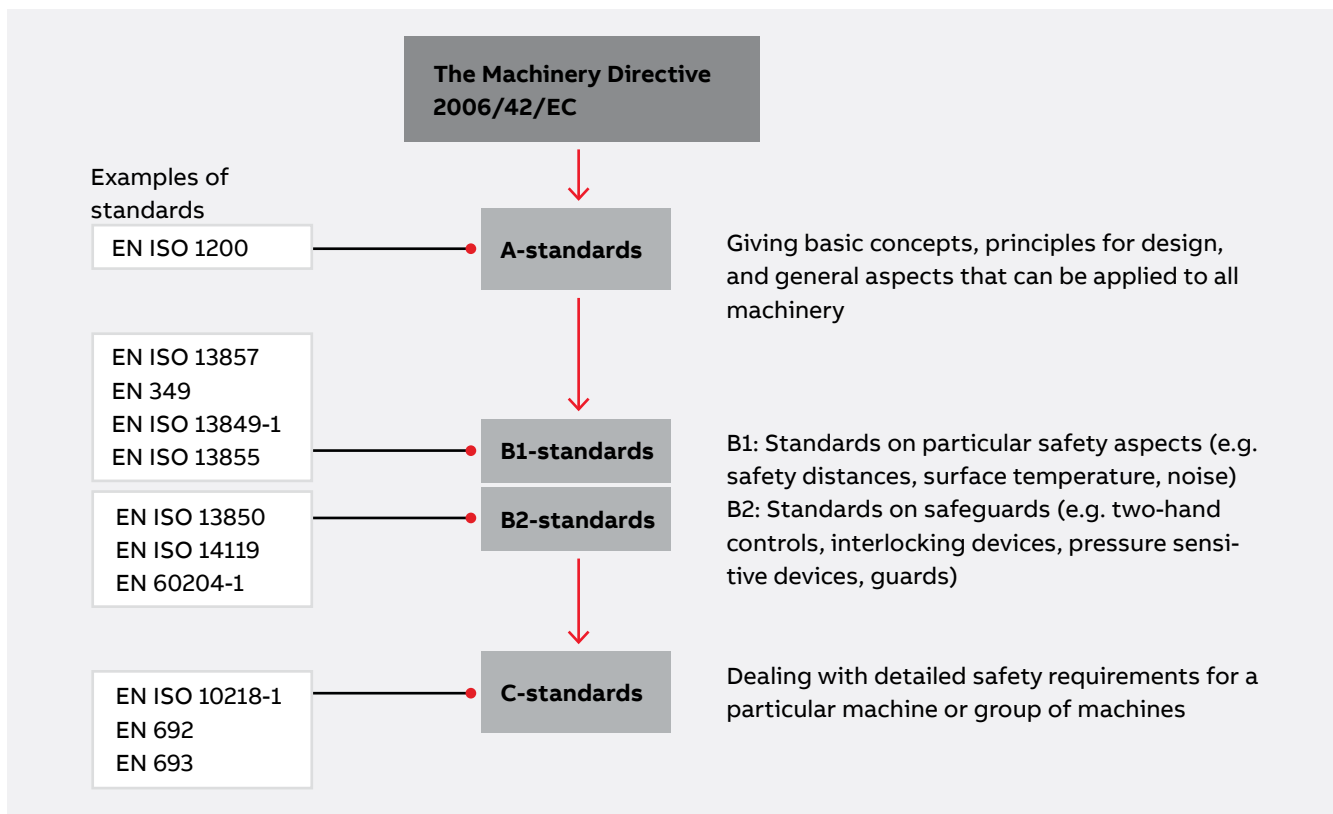 The Machinery Directive
2006/42/EC
Examples of
standards
EN ISO 1200
A-standards
Giving basic concepts, principles for design,
and general aspects that can be applied to all
machinery
EN ISO 13857
EN 349
EN ISO 13849-1
EN ISO 13855
B1-standards
B1: Standards on particular safety aspects (e.g.
safety distances, surface temperature, noise)
EN ISO 13850
EN ISO 14119
EN 60204-1
B2-standards
B2: Standards on safeguards (e.g. two-hand
controls, interlocking devices, pressure sensi-
tive devices, guards)
EN ISO 10218-1
EN 692
EN 693
C-standards
Dealing with detailed safety requirements for a
particular machine or group of machines